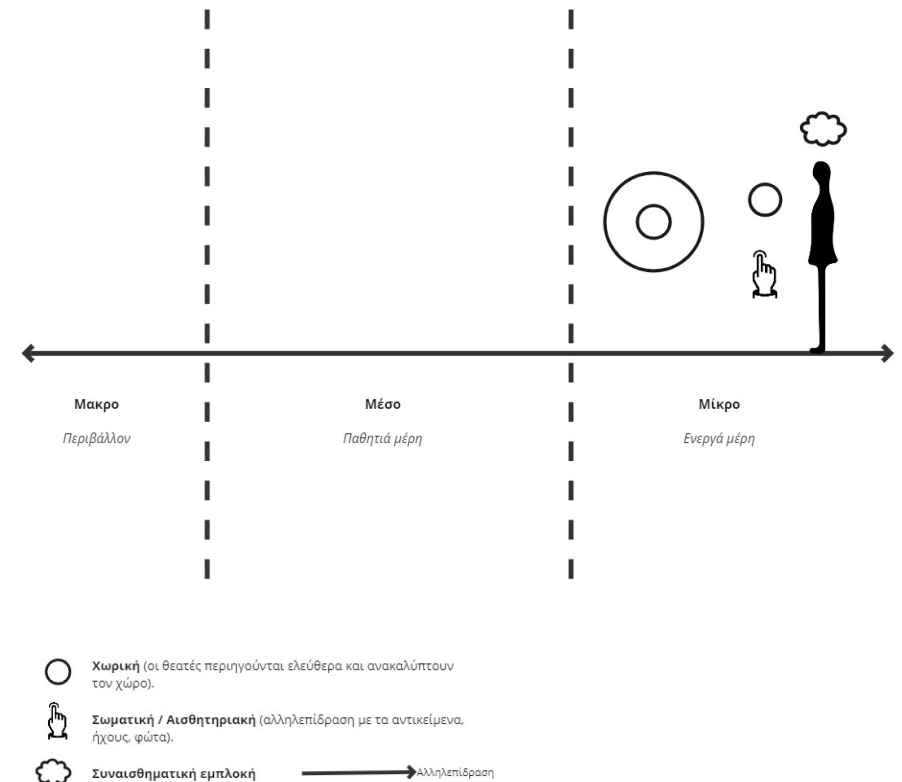 Μακρο
Μέσο
Μίκρο
Περιβάλλον
Παθητιά μέρη
Ενεργά μέρη
Χωρική (οι θεατές περιηγούνται ελεύθερα και ανακαλύπτουν
τον χώρο).
Σωματική / Αισθητηριακή (αλληλεπίδραση με τα αντικείμενα,
ήχους, φώτα).
Συναισθηματική εμπλοκή
Αλληλεπίδραση